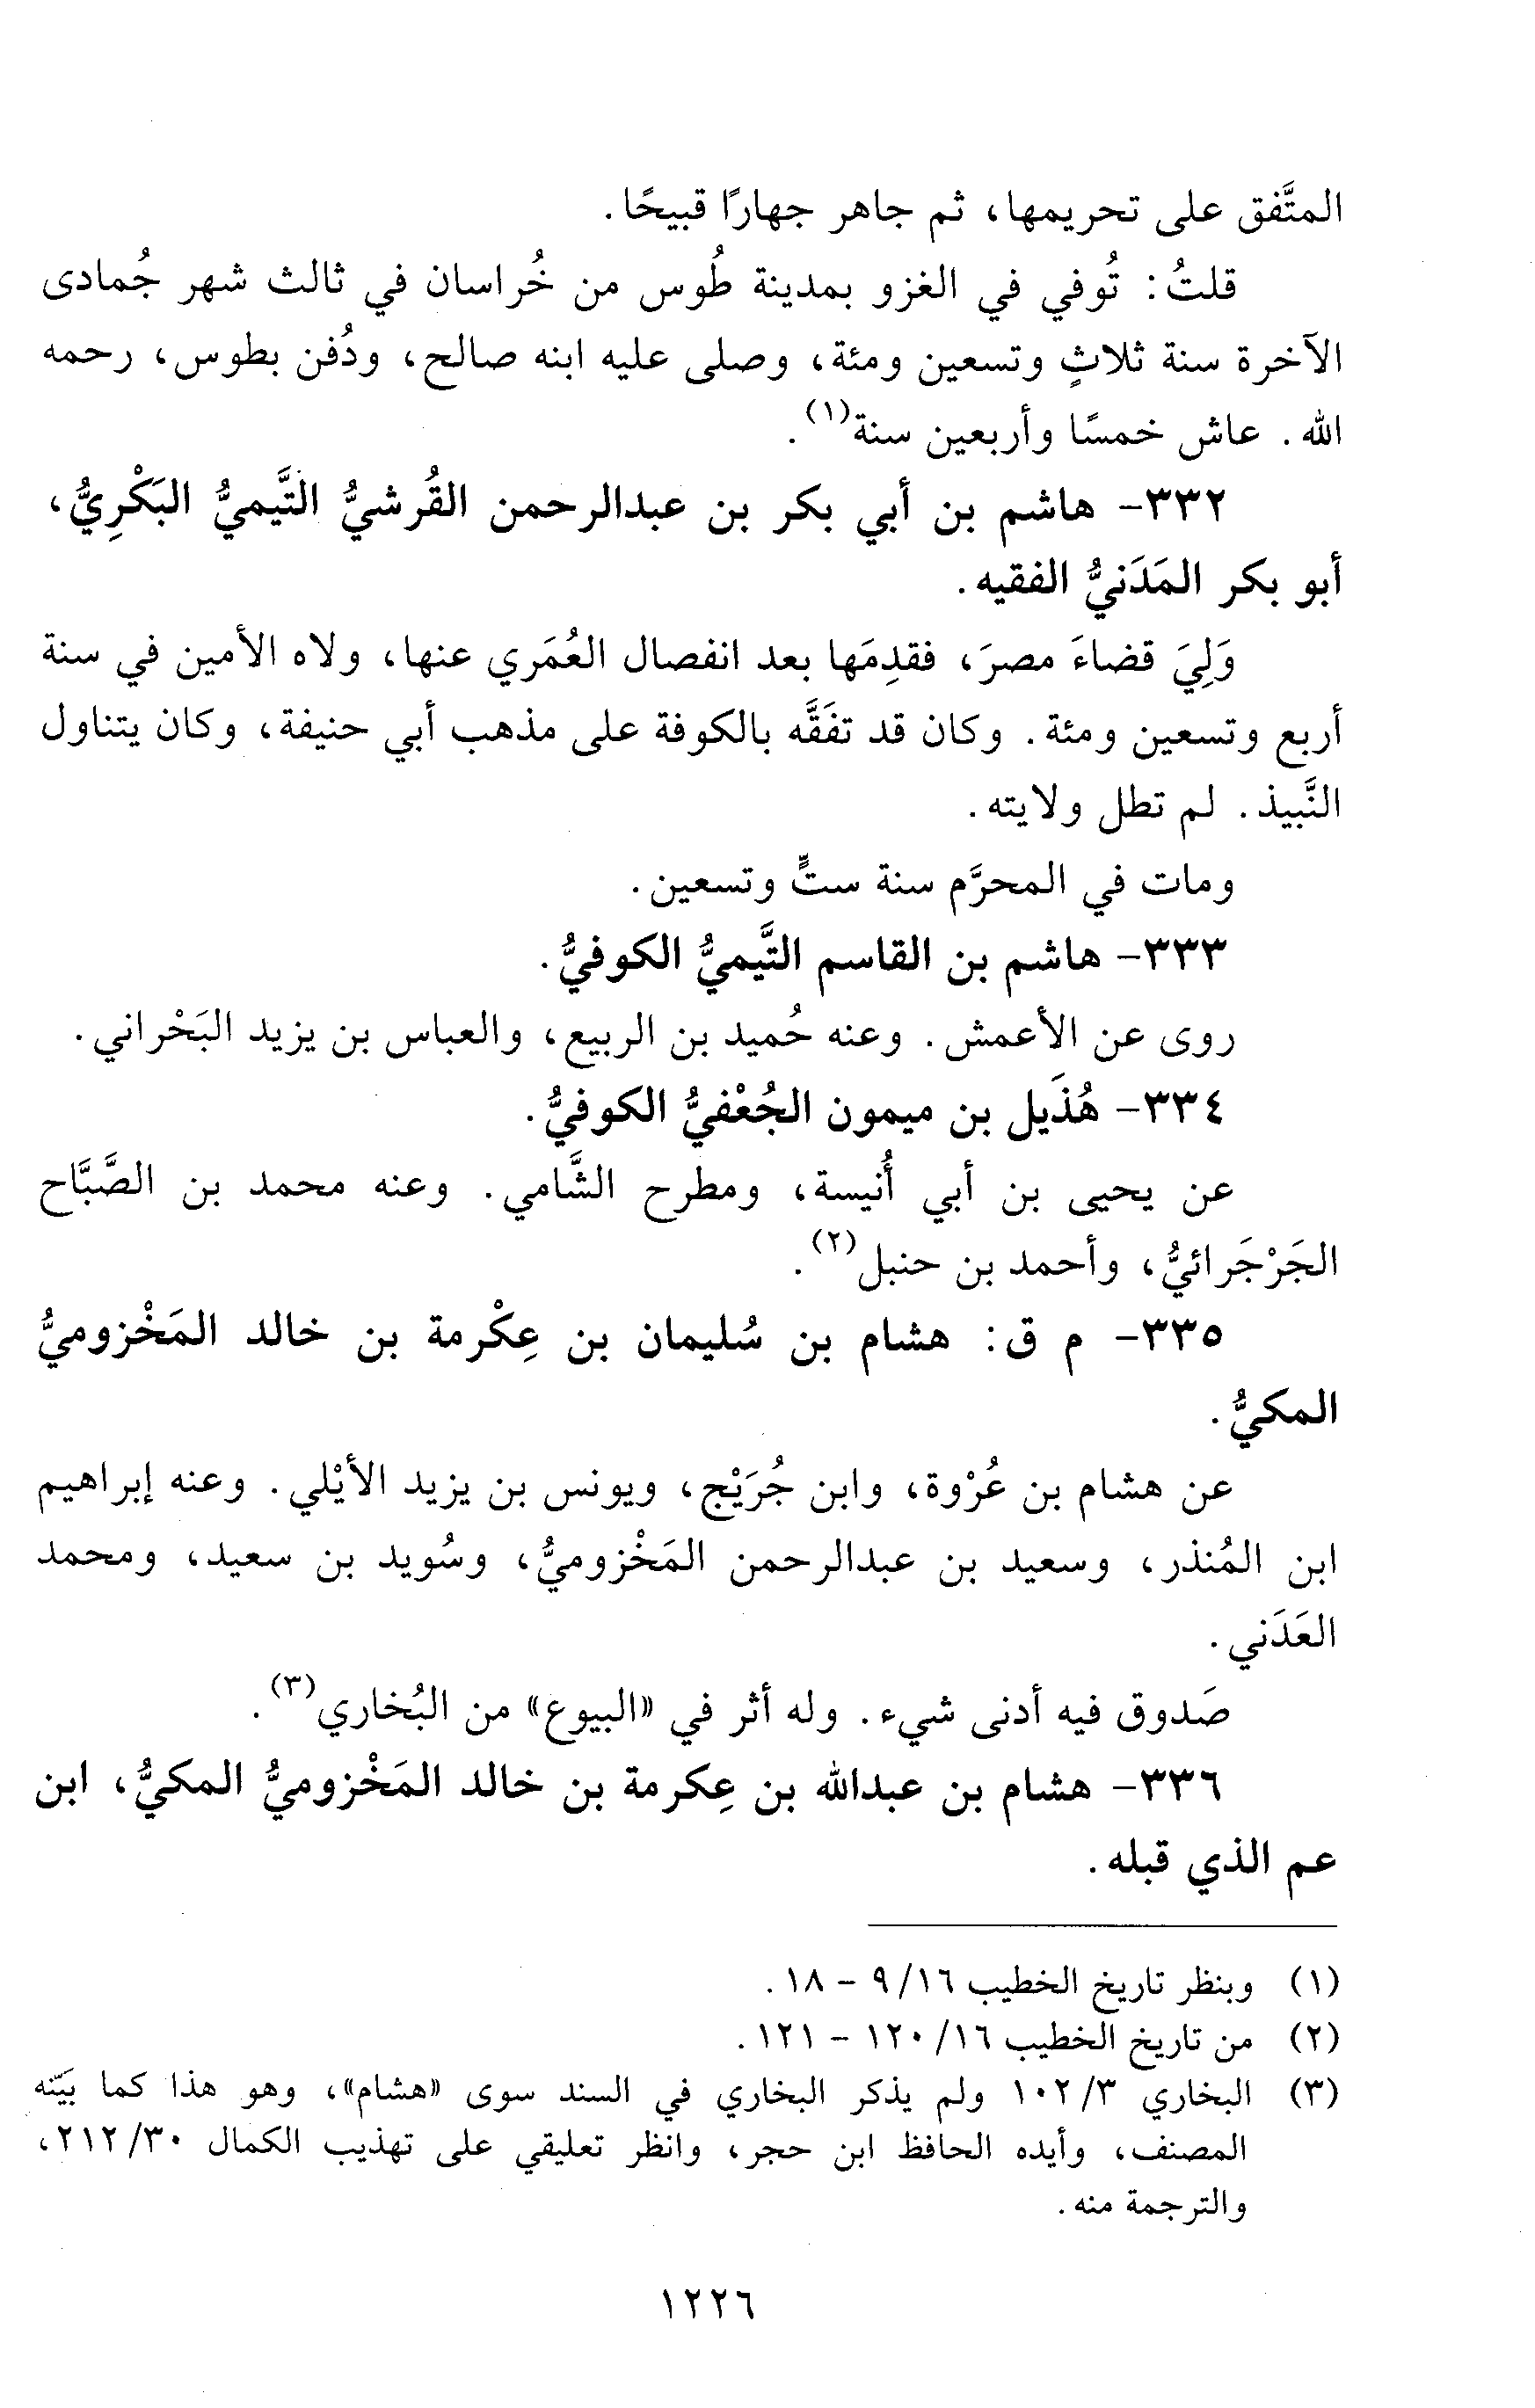 المتَّفق على تحريمها، ثم جاهر جهارًا قبيحًا.
قلتُ: تُوفي في الغزو بمدينة طُوس من خُراسان في ثالث شهر جُمادى
الآخرة سنة ثلاثٍ وتسعين ومئة، وصلى عليه ابنه صالح، ودُفن بطوس، رحمه
الله. عاش خمسًا وأربعين سنة(١).
٣٣٢- هاشم بن أبي بكر بن عبدالرحمن القُرشيُّ التَّيميُّ البَكْرِيُّ،
أبو بكر المَدَنيُّ الفقيه.
وَلِيَ قضاءَ مصرَ، فقدِمَها بعد انفصال العُمَري عنها، ولاه الأمين في سنة
أربع وتسعين ومئة. وكان قد تفَقَّه بالكوفة على مذهب أبي حنيفة، وكان يتناول
النَّبيذ. لم تطل ولايته.
ومات في المحرَّم سنة ستٍّ وتسعين.
٣٣٣- هاشم بن القاسم التَّيميُّ الكوفيُّ.
روى عن الأعمش. وعنه حُميد بن الربيع، والعباس بن يزيد البَحْراني.
٣٣٤- هُذَيل بن ميمون الجُعْفيُّ الكوفيُّ.
عن يحيى بن أبي أُنيسة، ومطرح الشَّامي. وعنه محمد بن الصَّبَّاح
الجَرْجَرائيُّ، وأحمد بن حنبل(٢).
٣٣٥- م ق: هشام بن سُليمان بن عِكْرمة بن خالد المَخْزوميُّ
المكيُّ.
عن هشام بن عُرْوة، وابن جُرَيْج، ويونس بن يزيد الأيْلي. وعنه إبراهيم
ابن المُنذر، وسعيد بن عبدالرحمن المَخْزوميُّ، وسُويد بن سعيد، ومحمد
العَدَني.
صَدوق فيه أدنى شيء. وله أثر في «البيوع» من البُخاري(٣).
٣٣٦- هشام بن عبدالله بن عِكرمة بن خالد المَخْزوميُّ المكيُّ، ابن
عم الذي قبله.
(١) وبنظر تاريخ الخطيب ١٦/ ٩ - ١٨.
(٢) من تاريخ الخطيب ١٦/ ١٢٠ - ١٢١.
(٣) البخاري ٣/ ١٠٢ ولم يذكر البخاري في السند سوى «هشام»، وهو هذا كما بَيّنه
المصنف، وأيده الحافظ ابن حجر، وانظر تعليقي على تهذيب الكمال ٣٠/ ٢١٢،
والترجمة منه.
١٢٢٦